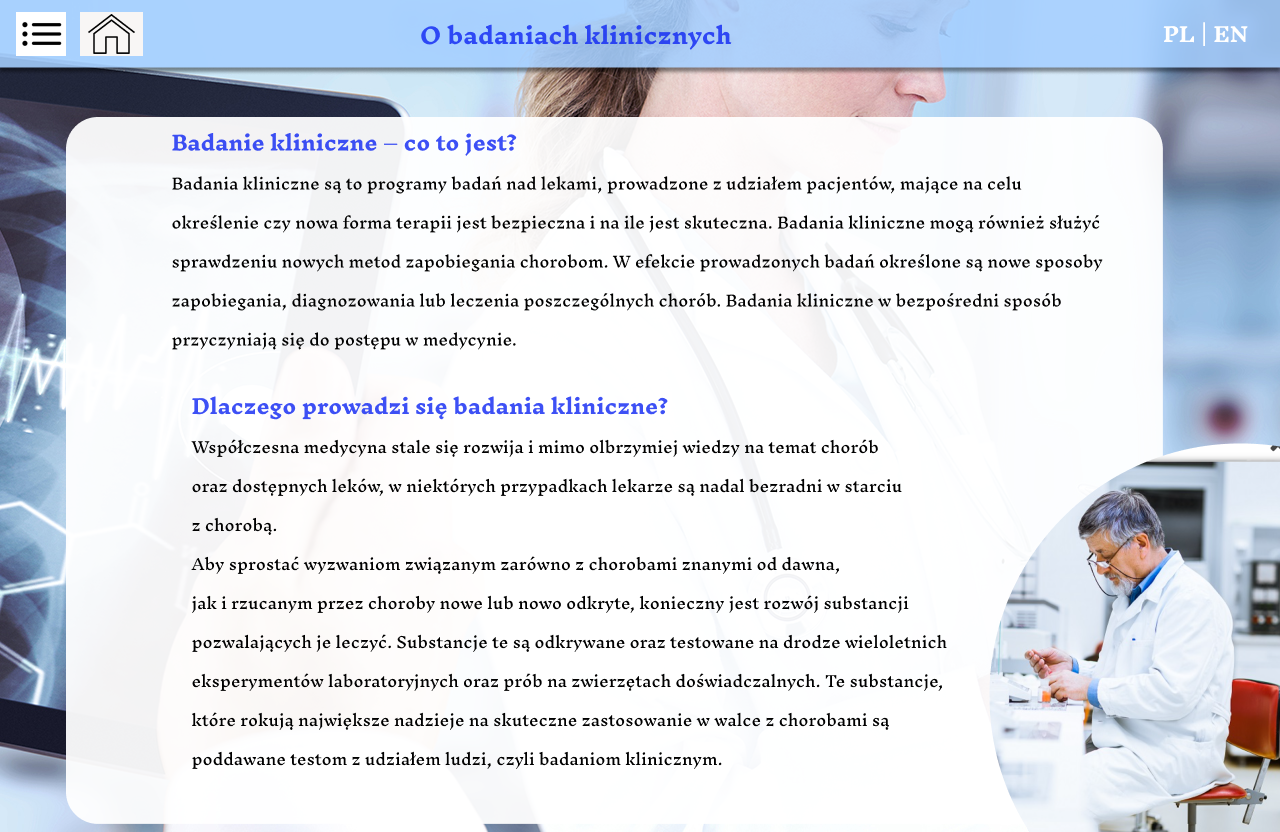 O badaniach klinicznych
PL | EN
Badanie kliniczne – co to jest?
Badania kliniczne są to programy badań nad lekami, prowadzone z udziałem pacjentów, mające na celu
określenie czy nowa forma terapii jest bezpieczna i na ile jest skuteczna. Badania kliniczne mogą również służyć
sprawdzeniu nowych metod zapobiegania chorobom. W efekcie prowadzonych badań określone są nowe sposoby
zapobiegania, diagnozowania lub leczenia poszczególnych chorób. Badania kliniczne w bezpośredni sposób
przyczyniają się do postępu w medycynie.
Dlaczego prowadzi się badania kliniczne?
Współczesna medycyna stale się rozwija i mimo olbrzymiej wiedzy na temat chorób
oraz dostępnych leków, w niektórych przypadkach lekarze są nadal bezradni w starciu
z chorobą.
Aby sprostać wyzwaniom związanym zarówno z chorobami znanymi od dawna,
jak i rzucanym przez choroby nowe lub nowo odkryte, konieczny jest rozwój substancji
pozwalających je leczyć. Substancje te są odkrywane oraz testowane na drodze wieloletnich
eksperymentów laboratoryjnych oraz prób na zwierzętach doświadczalnych. Te substancje,
które rokują największe nadzieje na skuteczne zastosowanie w walce z chorobami są
poddawane testom z udziałem ludzi, czyli badaniom klinicznym.